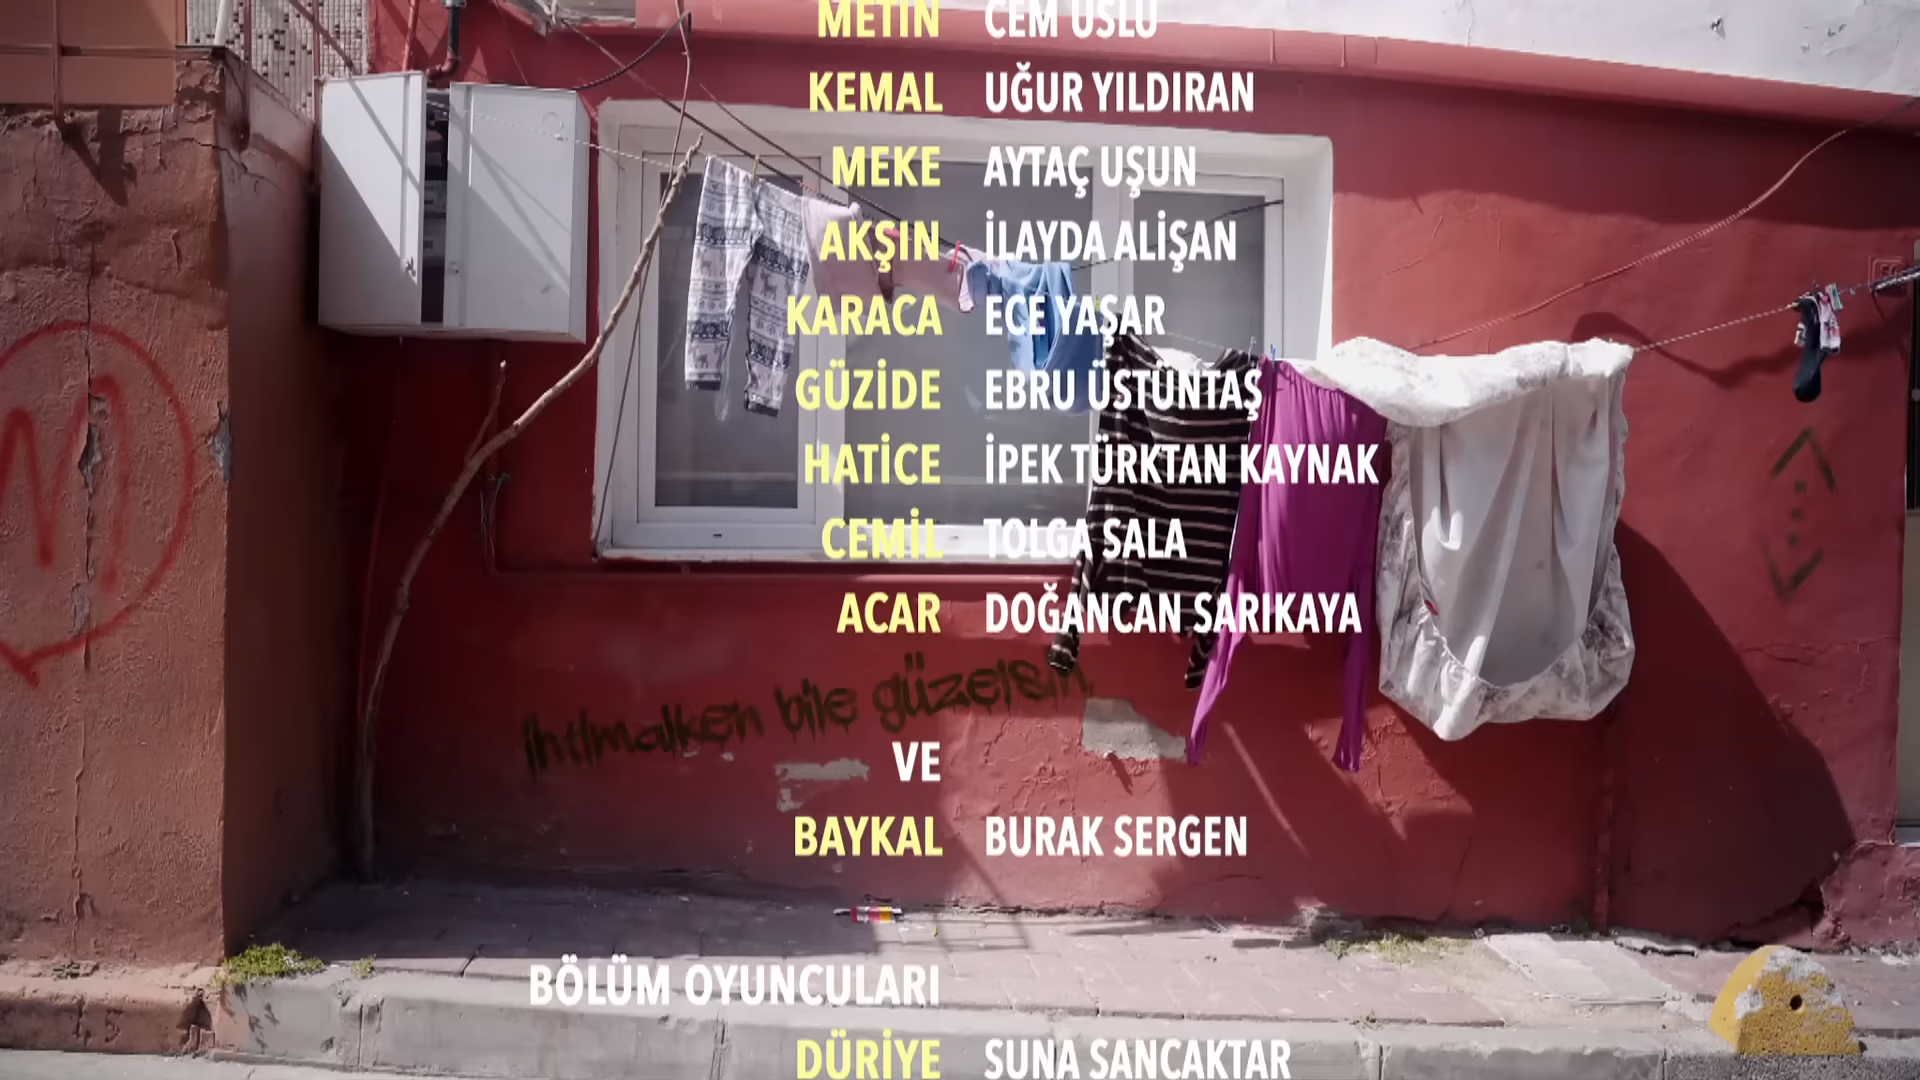 METİN CEM USLU
KEMAL UĞUR YILDIRAN
MEKE AYTAÇ UŞUN
AKŞIN İLAYDA ALİŞAN
KARACA ECE YAŞAR
GÜZİDE EBRU ÜSTÜNTAŞ
HATİCE İPEK TÜRKTAN KAYNAK
CEMİL TOLGA SALA
ACAR DOĞANCAN SARIKAYA
ihtimalken bile güzelsin
VE
BAYKAL BURAK SERGEN
BÖLÜM OYUNCULARI
DÜRİYE SUNA SANCAKTAR